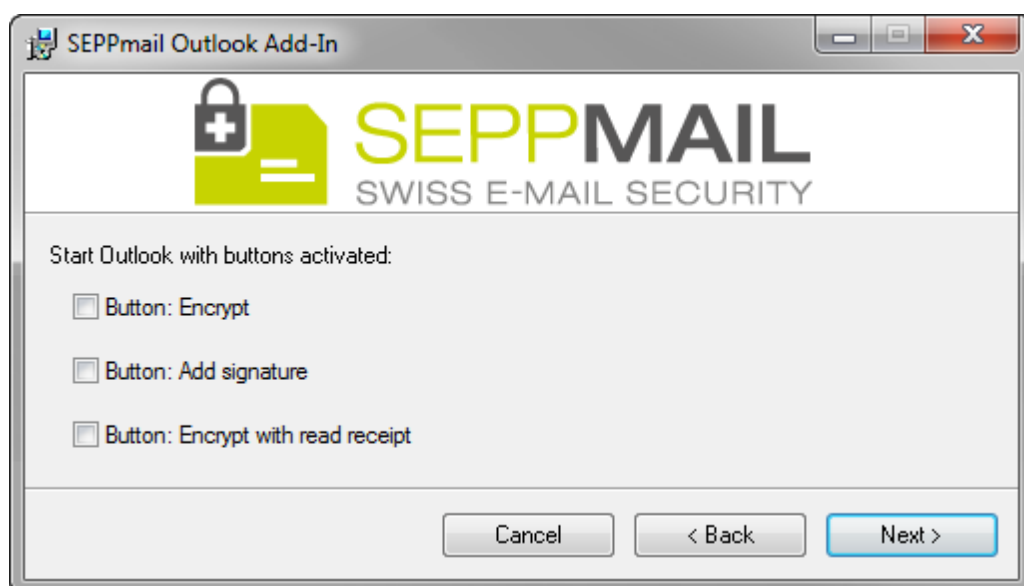 SEPPmail Outlook Add-In
SEPPMAIL
SWISS E-MAIL SECURITY
Start Outlook with buttons activated:
Button: Encrypt
Button: Add signature
Button: Encrypt with read receipt
Cancel
< Back
Next >